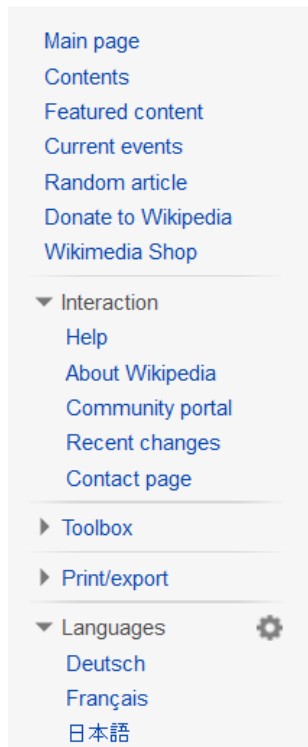 Main page
Contents
Featured content
Current events
Random article
Donate to Wikipedia
Wikimedia Shop
Interaction
Help
About Wikipedia
Community portal
Recent changes
Contact page
Toolbox
Print/export
Languages
Deutsch
Français
日本語